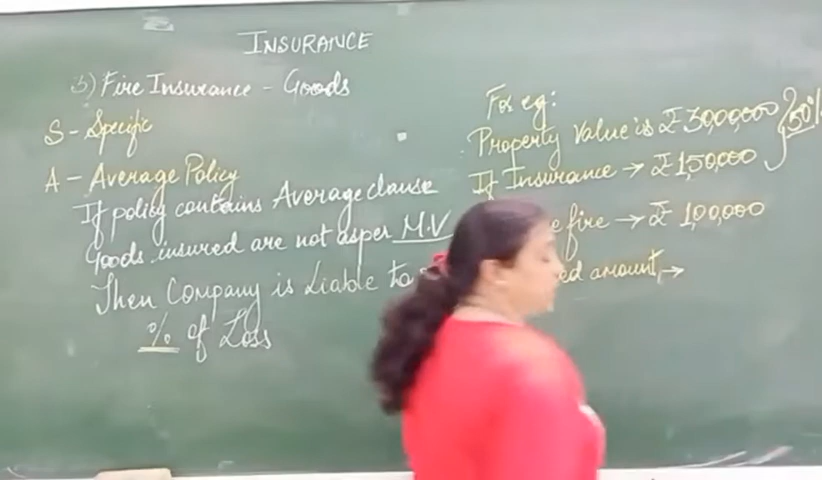 INSURANCE
3) Fire Insurance - Goods
S - Specific
A - Average Policy
If policy contains Average clause
Goods insured are not as per M.V
Then Company is Liable to
% of Loss
For eg:
Property Value is ₹ 3,00,000
50%
If Insurance → ₹ 1,50,000
fire → ₹ 1,00,000
amount →